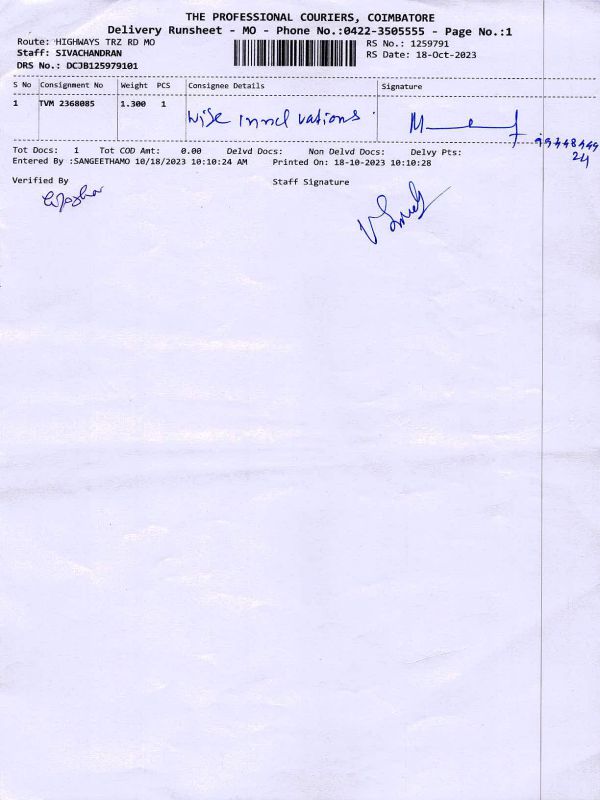 THE PROFESSIONAL COURIERS, COIMBATORE
Delivery Runsheet - MO - Phone No.:0422-3505555 - Page No.:1
Route: HIGHWAYS TRZ RD MO
RS No.: 1259791
Staff: SIVACHANDRAN
RS Date: 18-Oct-2023
DRS No.: DCJB125979101
S No Consignment No Weight PCS Consignee Details Signature
1 TVM 2368085 1.300 1 Wise innovations
Tot Docs: 1 Tot COD Amt: 0.00 Delvd Docs: Non Delvd Docs: Delvy Pts:
24
Entered By :SANGEETHAMO 10/18/2023 10:10:24 AM Printed On: 18-10-2023 10:10:28
Verified By Staff Signature